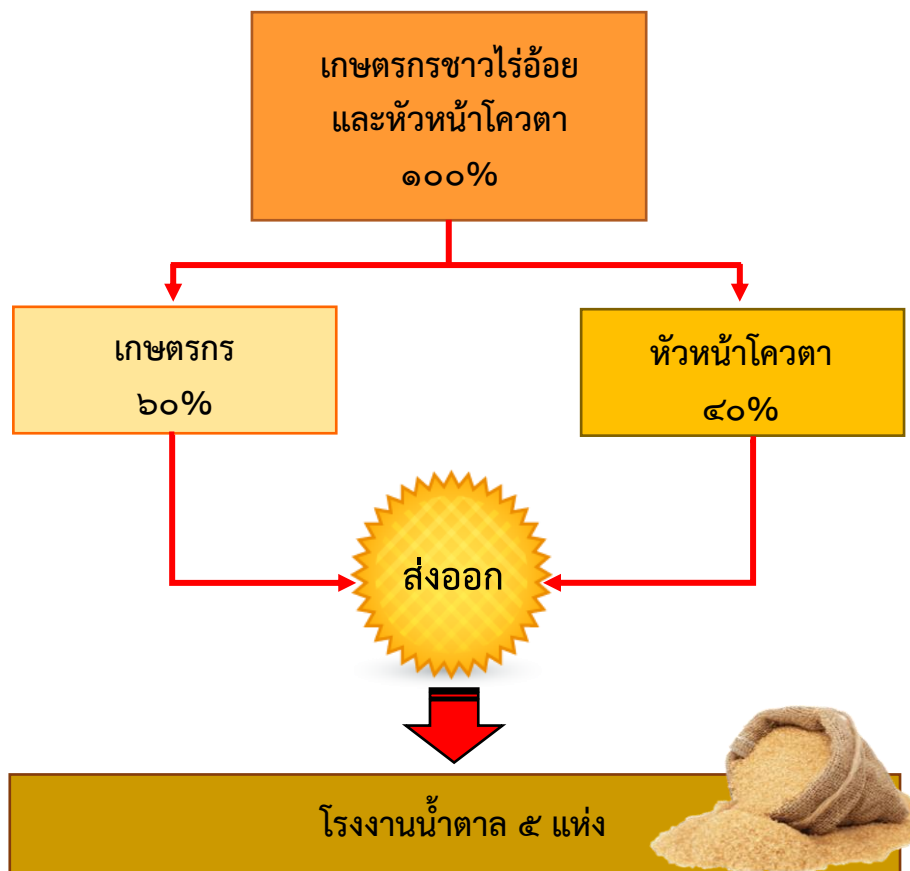 เกษตรกรชาวไร่อ้อย
และหัวหน้าโควตา
๑๐๐%
เกษตรกร
๖๐%
หัวหน้าโควตา
๔๐%
ส่งออก
โรงงานน้ำตาล ๕ แห่ง